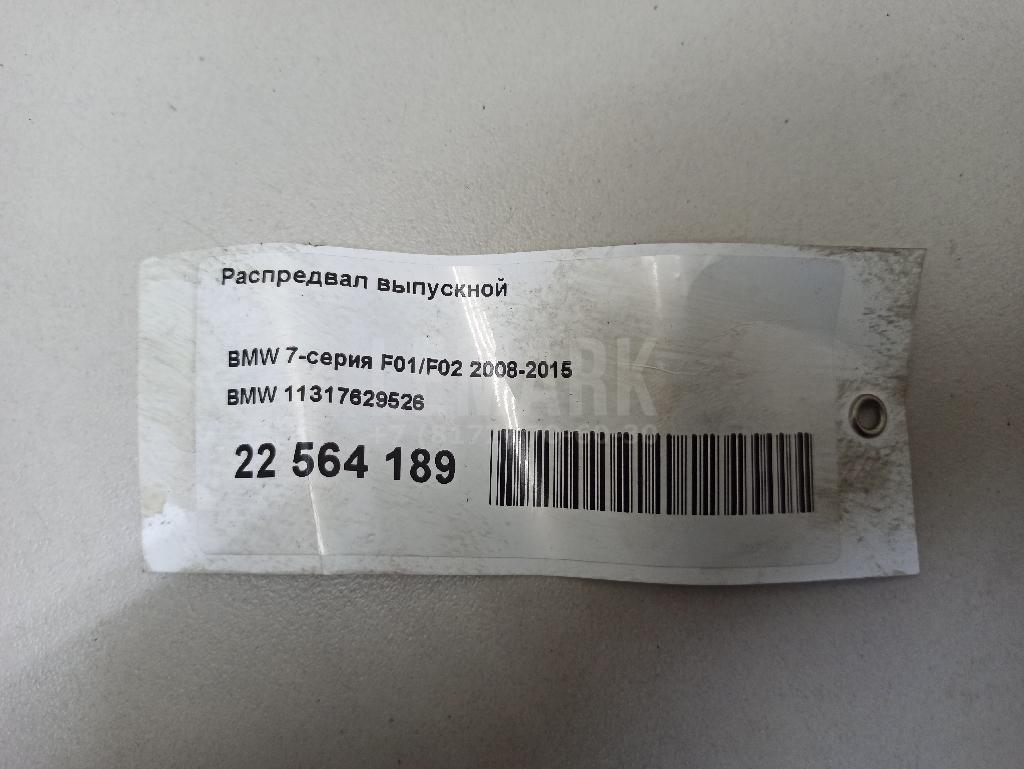 Распредвал выпускной
BMW 7-серия F01/F02 2008-2015
BMW 11317629526
22 564 189